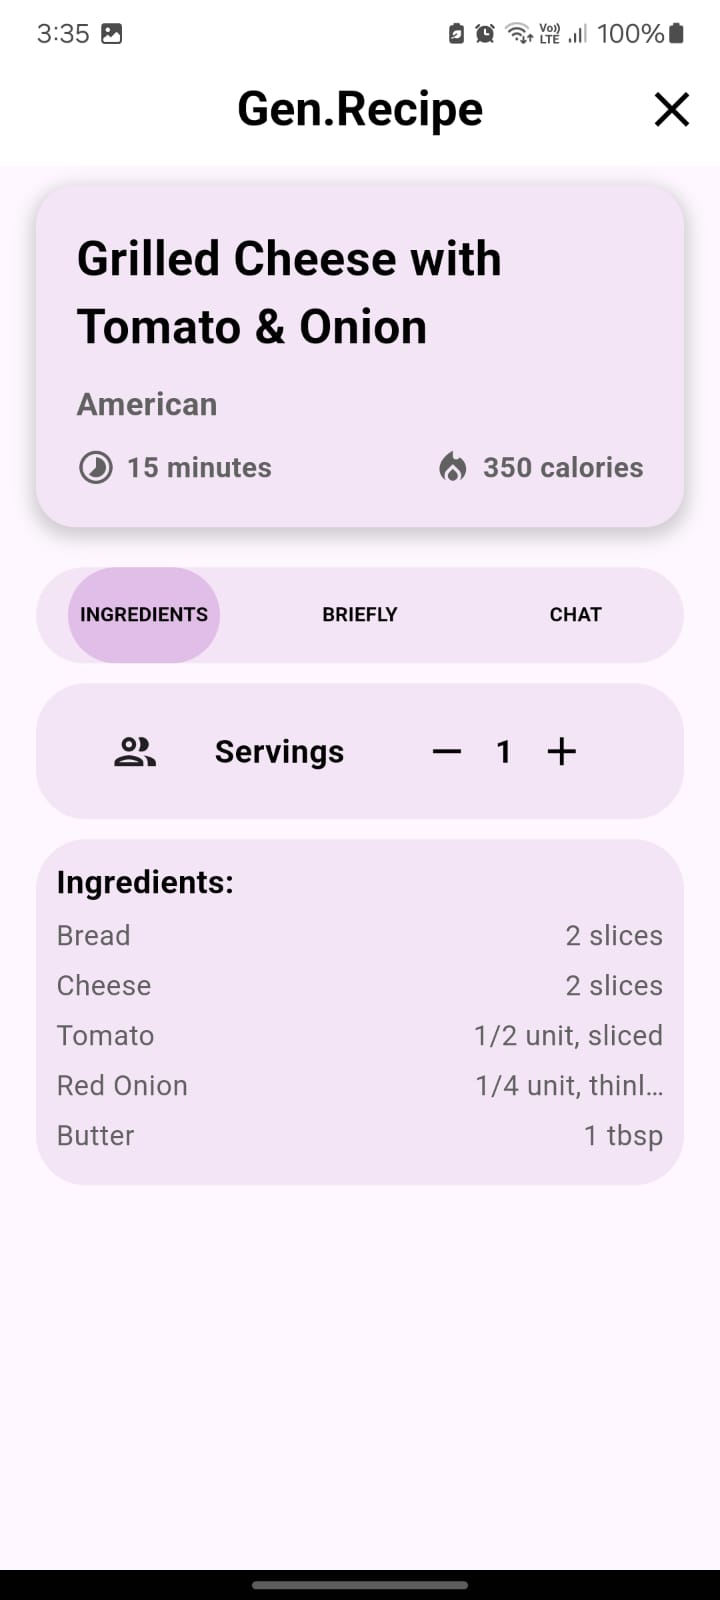 3:35
Vo))
LTE
100%
Gen.Recipe
Grilled Cheese with
Tomato & Onion
American
15 minutes
350 calories
INGREDIENTS
BRIEFLY
CHAT
Servings
1
Ingredients:
Bread 2 slices
Cheese 2 slices
Tomato 1/2 unit, sliced
Red Onion 1/4 unit, thinl...
Butter 1 tbsp